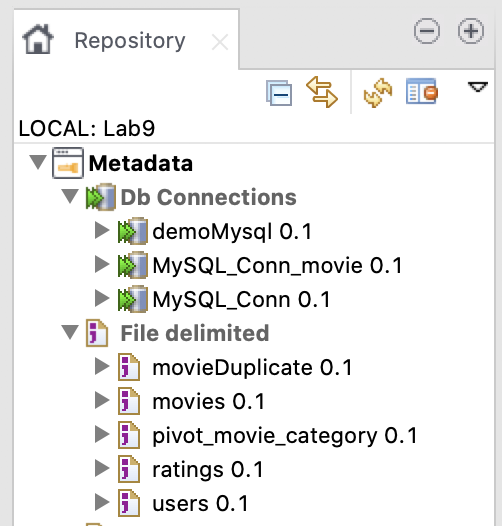 Repository
LOCAL: Lab9
Metadata
Db Connections
demoMysql 0.1
MySQL_Conn_movie 0.1
MySQL_Conn 0.1
File delimited
movieDuplicate 0.1
movies 0.1
pivot_movie_category 0.1
ratings 0.1
users 0.1